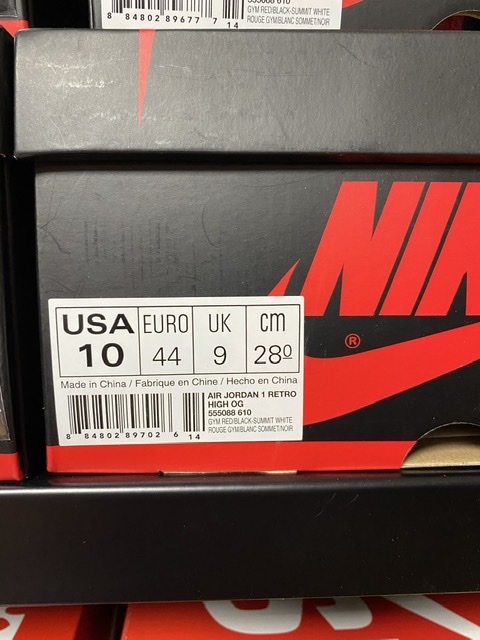 8 84802 89677 7 14
555088 610
GYM RED/BLACK-SUMMIT WHITE
ROUGE GYM/BLANC SOMMET/NOIR
NIK
®
USA EURO UK cm
10 44 9 280
Made in China / Fabrique en Chine / Hecho en China
AIR JORDAN 1 RETRO
HIGH OG
555088 610
GYM RED/BLACK-SUMMIT WHITE
ROUGE GYM/BLANC SOMMET/NOIR
8 84802 89702 6 14